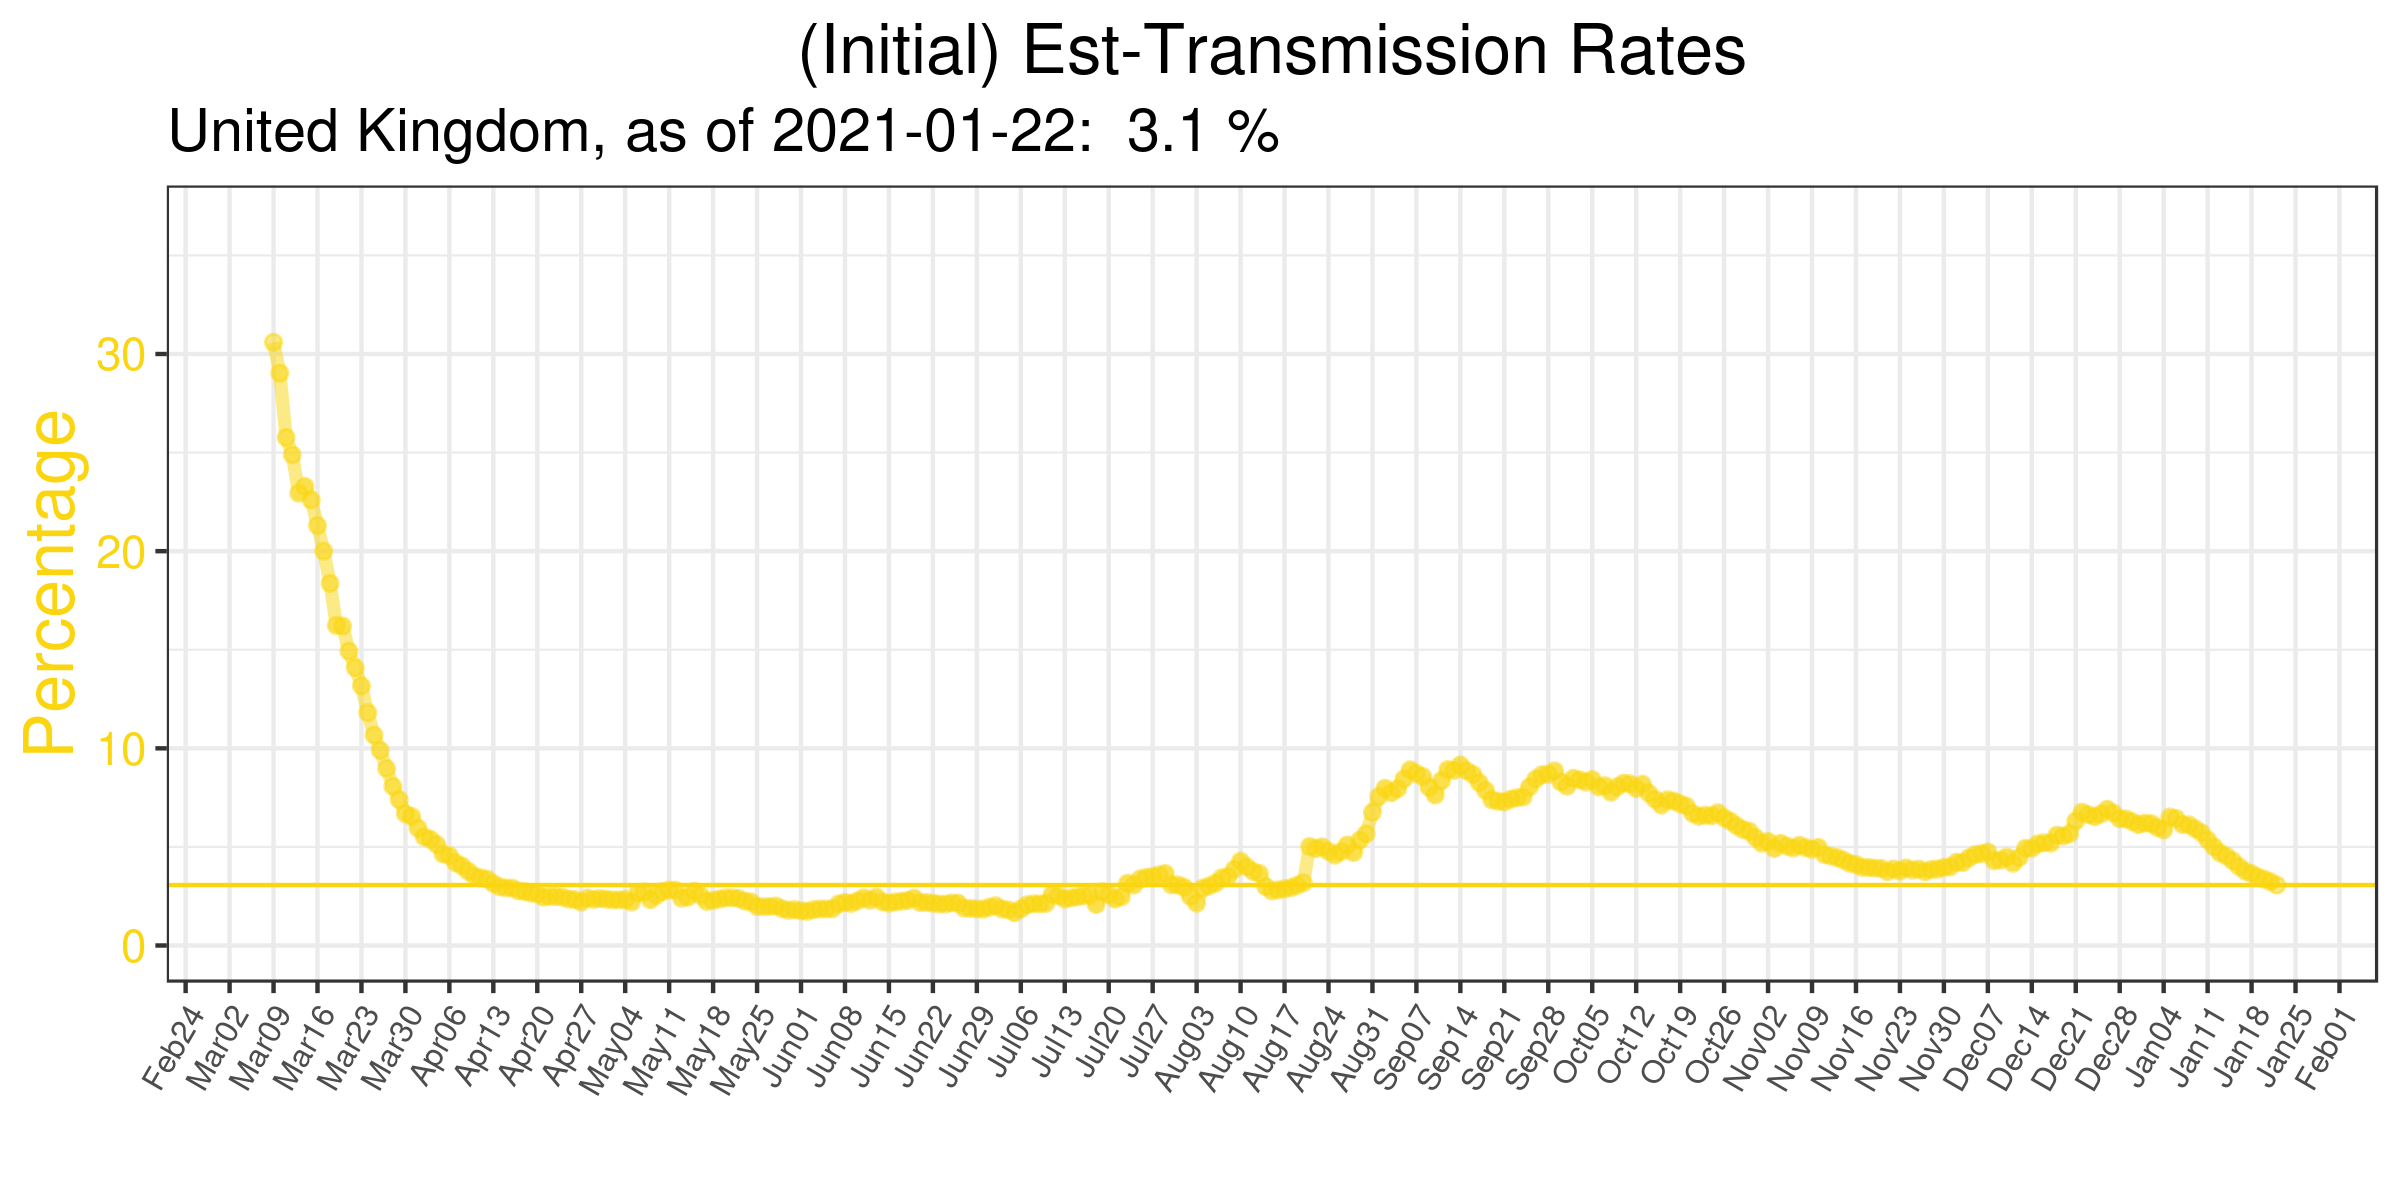 (Initial) Est-Transmission Rates
United Kingdom, as of 2021-01-22:  3.1 %
Percentage
30
20
10
0
Feb24 Mar02 Mar09 Mar16 Mar23 Mar30 Apr06 Apr13 Apr20 Apr27 May04 May11 May18 May25 Jun01 Jun08 Jun15 Jun22 Jun29 Jul06 Jul13 Jul20 Jul27 Aug03 Aug10 Aug17 Aug24 Aug31 Sep07 Sep14 Sep21 Sep28 Oct05 Oct12 Oct19 Oct26 Nov02 Nov09 Nov16 Nov23 Nov30 Dec07 Dec14 Dec21 Dec28 Jan04 Jan11 Jan18 Jan25 Feb01